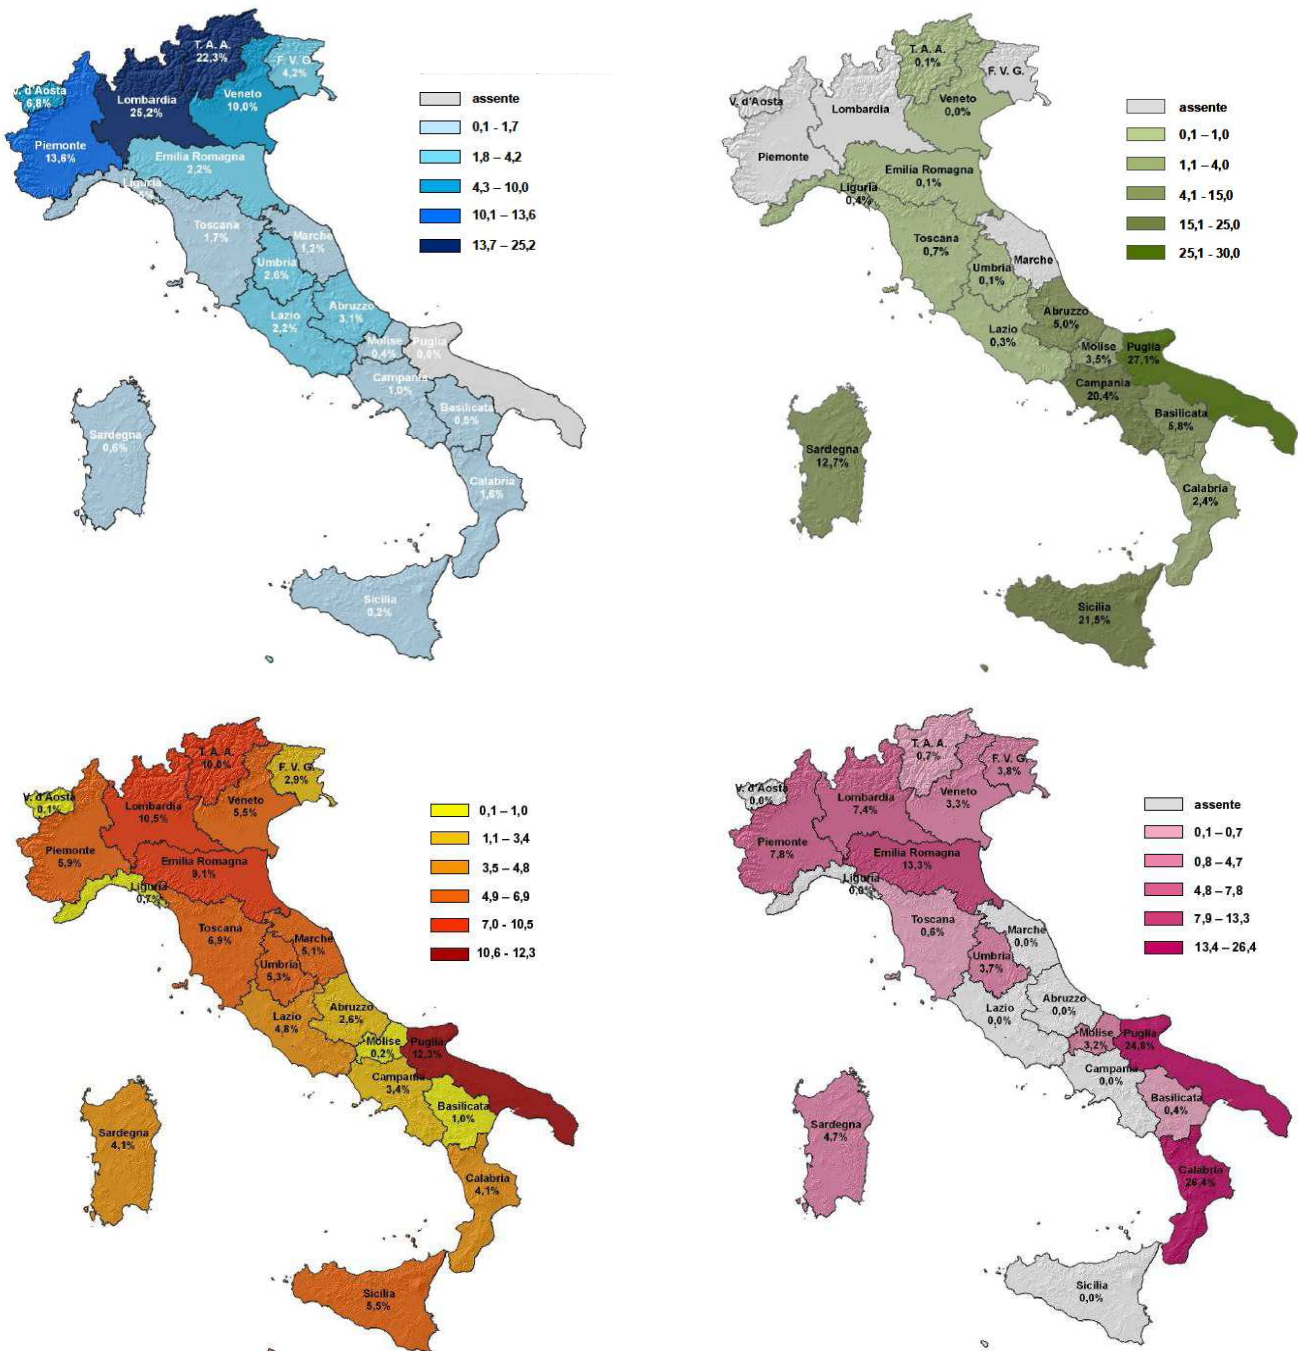 T. A. A.
22,3%
F. V. G.
4,2%
V. d'Aosta
6,8%
Lombardia
25,2%
Veneto
10,0%
Piemonte
13,6%
Emilia Romagna
2,2%
Liguria
Toscana
1,7%
Marche
1,2%
Umbria
2,6%
Lazio
2,2%
Abruzzo
3,1%
Molise
0,4%
Puglia
0,0%
Campania
1,0%
Basilicata
0,5%
Sardegna
0,6%
Calabria
1,6%
Sicilia
0,2%
assente
0,1 - 1,7
1,8 – 4,2
4,3 – 10,0
10,1 – 13,6
13,7 – 25,2
T. A. A.
0,1%
F. V. G.
V. d'Aosta
Lombardia
Veneto
0,0%
Piemonte
Emilia Romagna
0,1%
Liguria
0,4%
Toscana
0,7%
Marche
Umbria
0,1%
Lazio
0,3%
Abruzzo
5,0%
Molise
3,5%
Puglia
27,1%
Campania
20,4%
Basilicata
5,8%
Sardegna
12,7%
Calabria
2,4%
Sicilia
21,5%
assente
0,1 – 1,0
1,1 – 4,0
4,1 - 15,0
15,1 - 25,0
25,1 - 30,0
T. A. A.
10,0%
F. V. G.
2,9%
V. d'Aosta
0,1%
Lombardia
10,5%
Veneto
5,5%
Piemonte
5,9%
Emilia Romagna
9,1%
Liguria
0,7%
Toscana
6,9%
Marche
5,1%
Umbria
5,3%
Lazio
4,8%
Abruzzo
2,6%
Molise
0,2%
Puglia
12,3%
Campania
3,4%
Basilicata
1,0%
Sardegna
4,1%
Calabria
4,1%
Sicilia
5,5%
0,1 – 1,0
1,1 – 3,4
3,5 – 4,8
4,9 – 6,9
7,0 - 10,5
10,6 - 12,3
T. A. A.
0,7%
F. V. G.
3,8%
V. d'Aosta
0,0%
Lombardia
7,4%
Veneto
3,3%
Piemonte
7,8%
Emilia Romagna
13,3%
Liguria
0,0%
Toscana
0,6%
Marche
0,0%
Umbria
3,7%
Lazio
0,0%
Abruzzo
0,0%
Molise
3,2%
Puglia
24,8%
Campania
0,0%
Basilicata
0,4%
Sardegna
4,7%
Calabria
26,4%
Sicilia
0,0%
assente
0,1 – 0,7
0,8 – 4,7
4,8 – 7,8
7,9 – 13,3
13,4 – 26,4